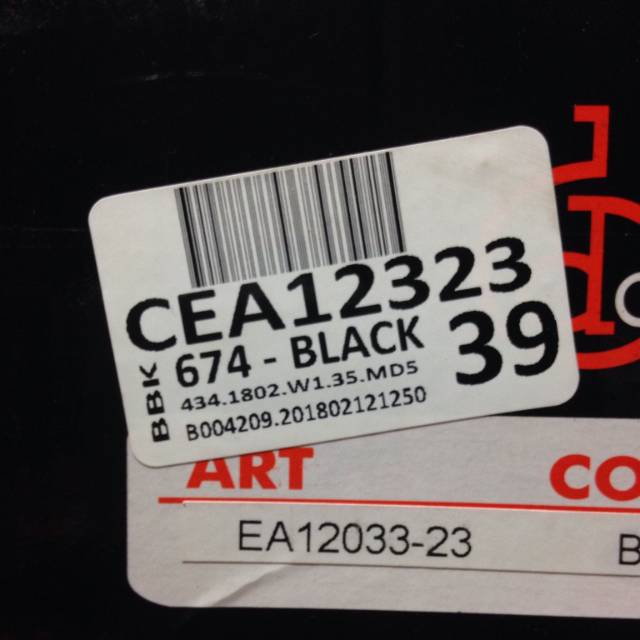 CEA12323
BBK
674 - BLACK
39
434.1802.W1.35.MD5
B004209.201802121250
ART
CO
EA12033-23
B